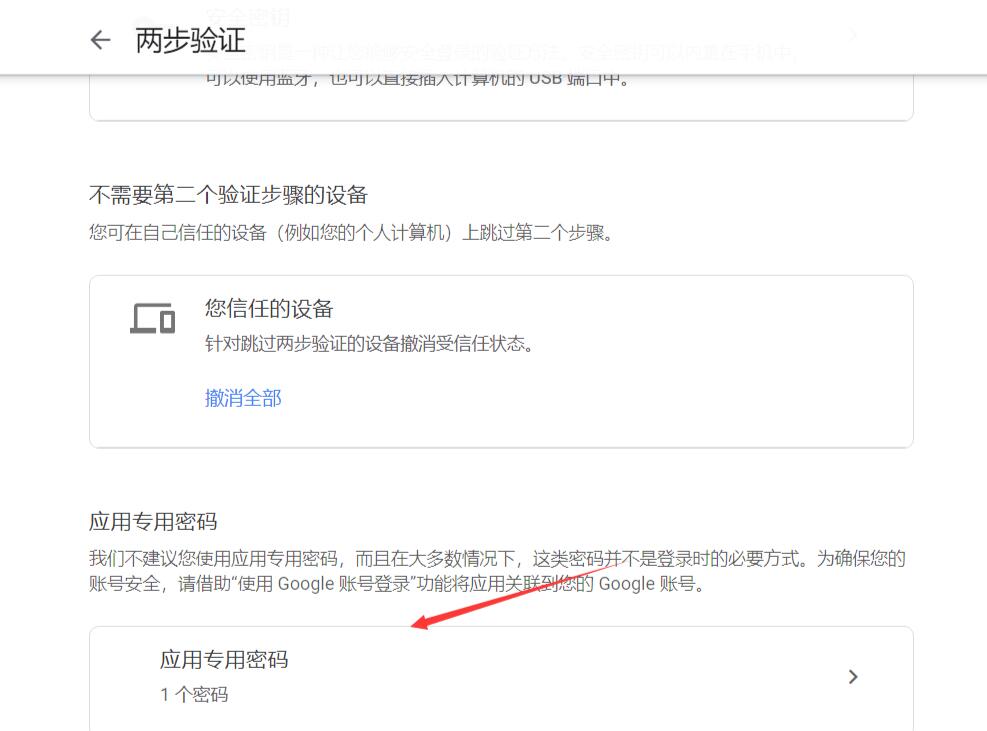 两步验证
可以使用蓝牙，也可以直接插入计算机的 USB 端口中。
不需要第二个验证步骤的设备
您可在自己信任的设备（例如您的个人计算机）上跳过第二个步骤。
您信任的设备
针对跳过两步验证的设备撤消受信任状态。
撤消全部
应用专用密码
我们不建议您使用应用专用密码，而且在大多数情况下，这类密码并不是登录时的必要方式。为确保您的
账号安全，请借助“使用 Google 账号登录”功能将应用关联到您的 Google 账号。
应用专用密码
1 个密码